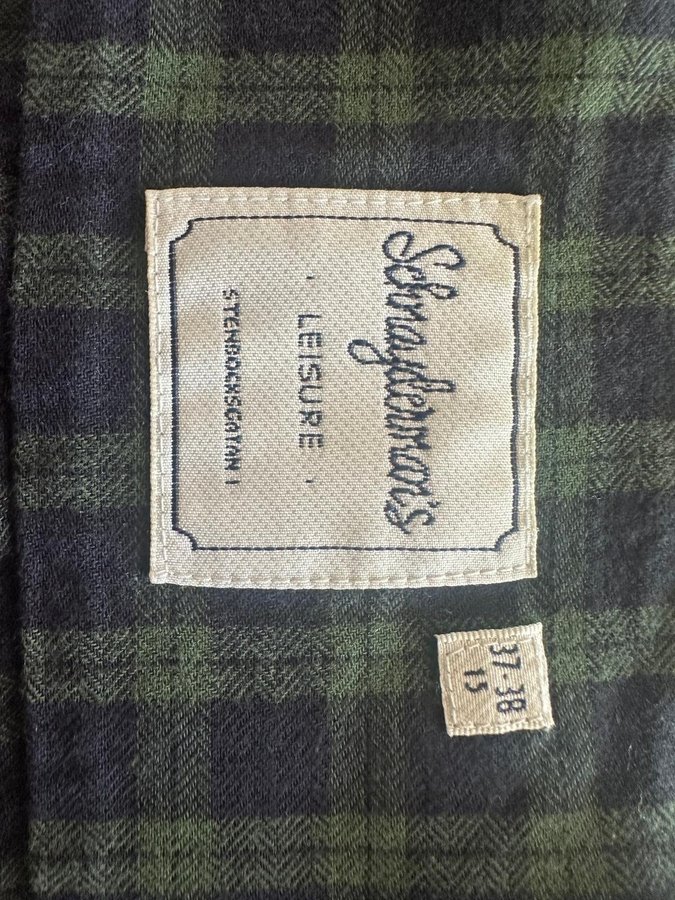 Schnayderman's
· LEISURE ·
STENBOCKSGATAN 1
37-38
15